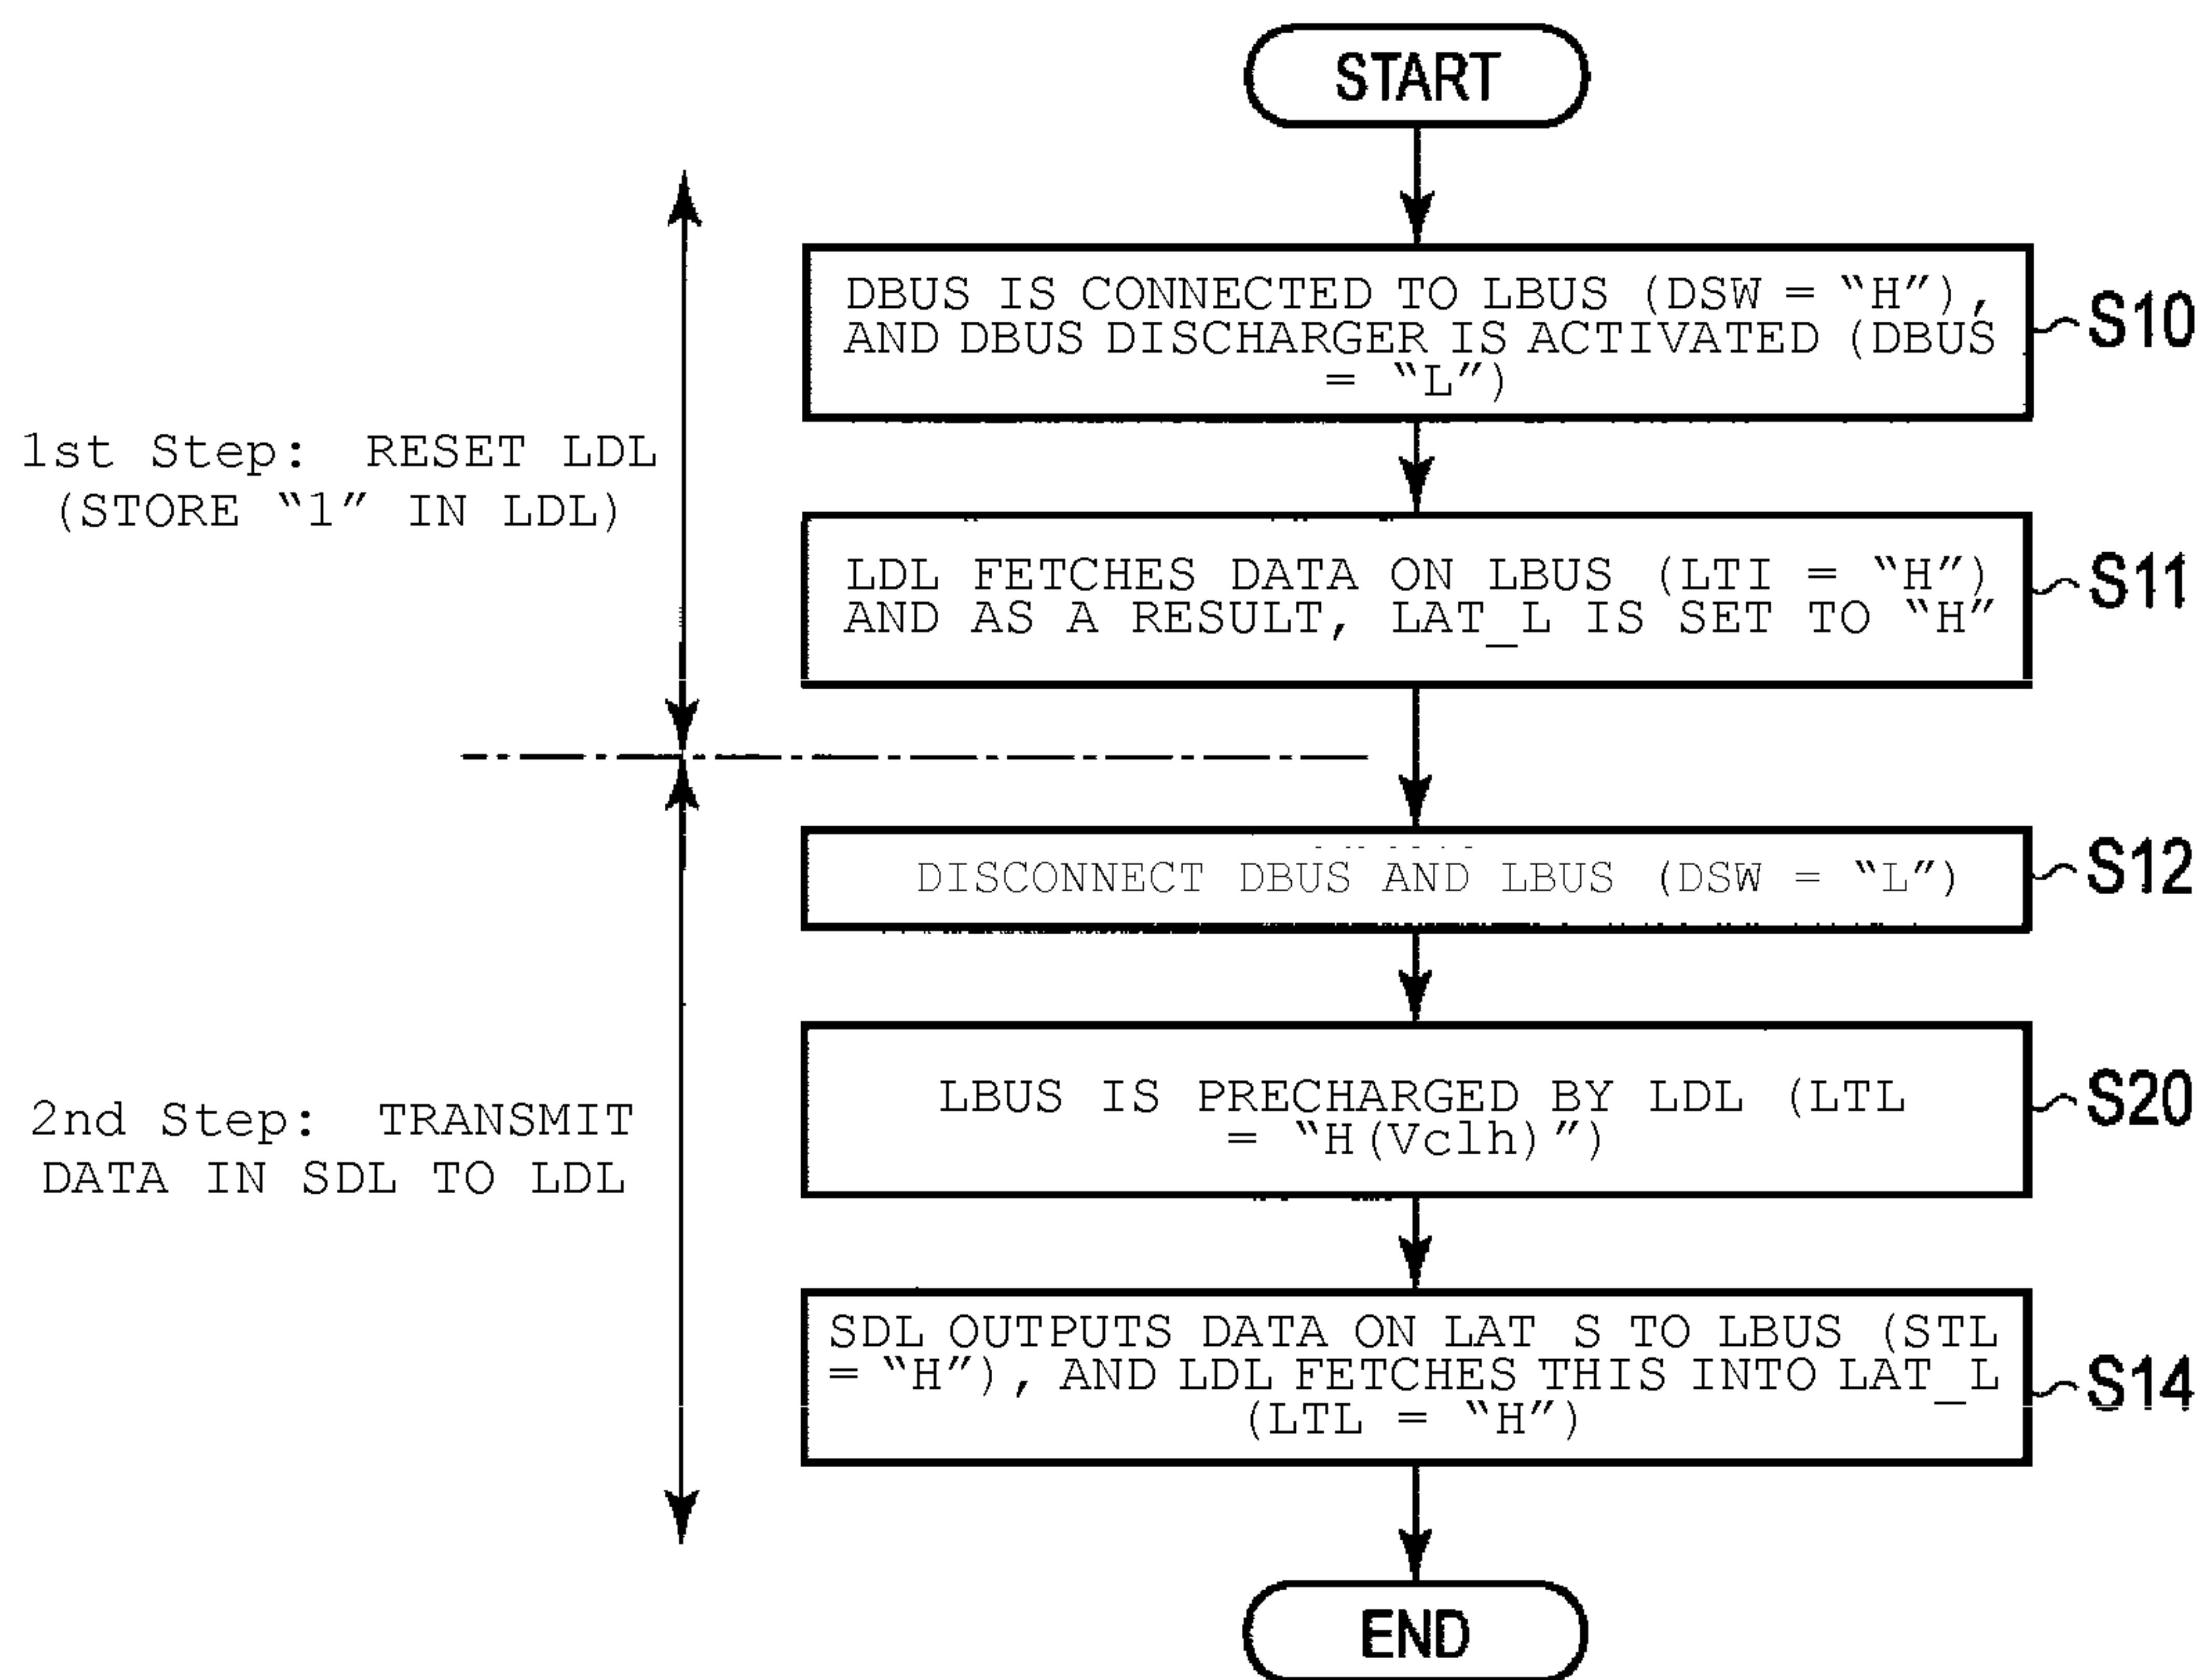 START
DBUS IS CONNECTED TO LBUS (DSW = “H”),
AND DBUS DISCHARGER IS ACTIVATED (DBUS
= “L”)
S10
1st Step: RESET LDL
(STORE “1” IN LDL)
LDL FETCHES DATA ON LBUS (LTI = “H”)
AND AS A RESULT, LAT_L IS SET TO “H”
S11
DISCONNECT DBUS AND LBUS (DSW = “L”)
S12
2nd Step: TRANSMIT
DATA IN SDL TO LDL
LBUS IS PRECHARGED BY LDL (LTL
= “H(Vclh)”)
S20
SDL OUTPUTS DATA ON LAT S TO LBUS (STL
= “H”), AND LDL FETCHES THIS INTO LAT_L
(LTL = “H”)
S14
END